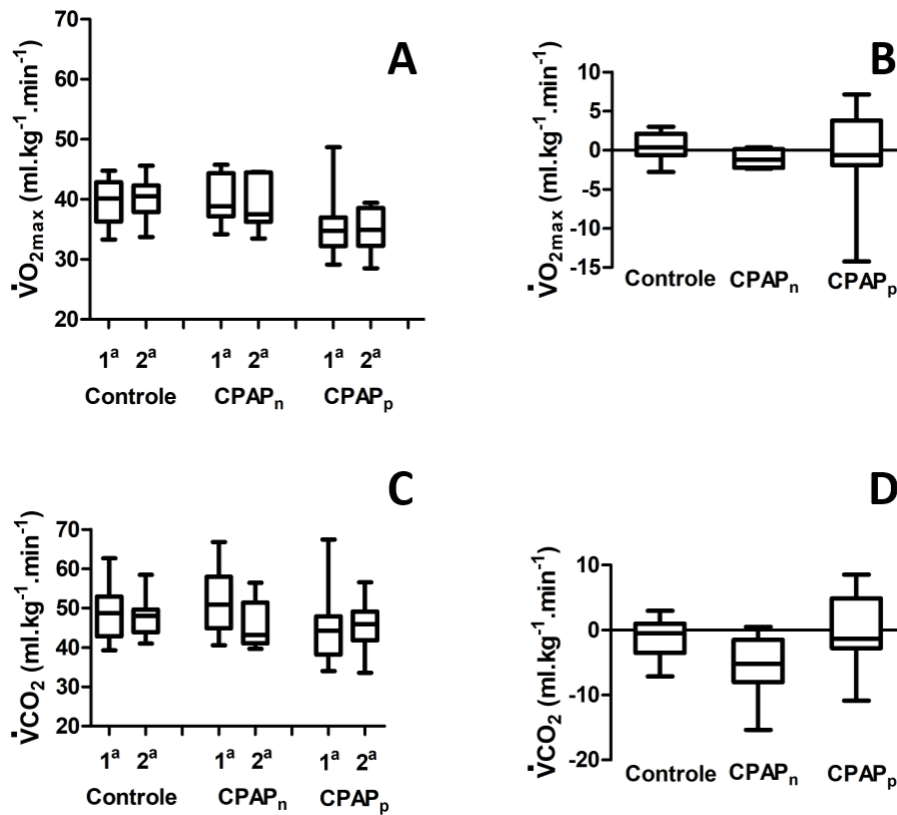 A
V̇O₂max (ml.kg⁻¹.min⁻¹)
70
60
50
40
30
20
1ª 2ª 1ª 2ª 1ª 2ª
Controle CPAPₙ CPAPₚ
B
V̇O₂max (ml.kg⁻¹.min⁻¹)
10
5
0
-5
-10
-15
Controle CPAPₙ CPAPₚ
C
V̇CO₂ (ml.kg⁻¹.min⁻¹)
70
60
50
40
30
20
1ª 2ª 1ª 2ª 1ª 2ª
Controle CPAPₙ CPAPₚ
D
V̇CO₂ (ml.kg⁻¹.min⁻¹)
10
0
-10
-20
Controle CPAPₙ CPAPₚ